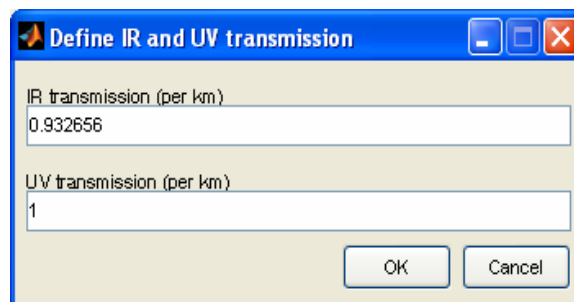 Define IR and UV transmission
IR transmission (per km)
0.932656
UV transmission (per km)
1
OK Cancel